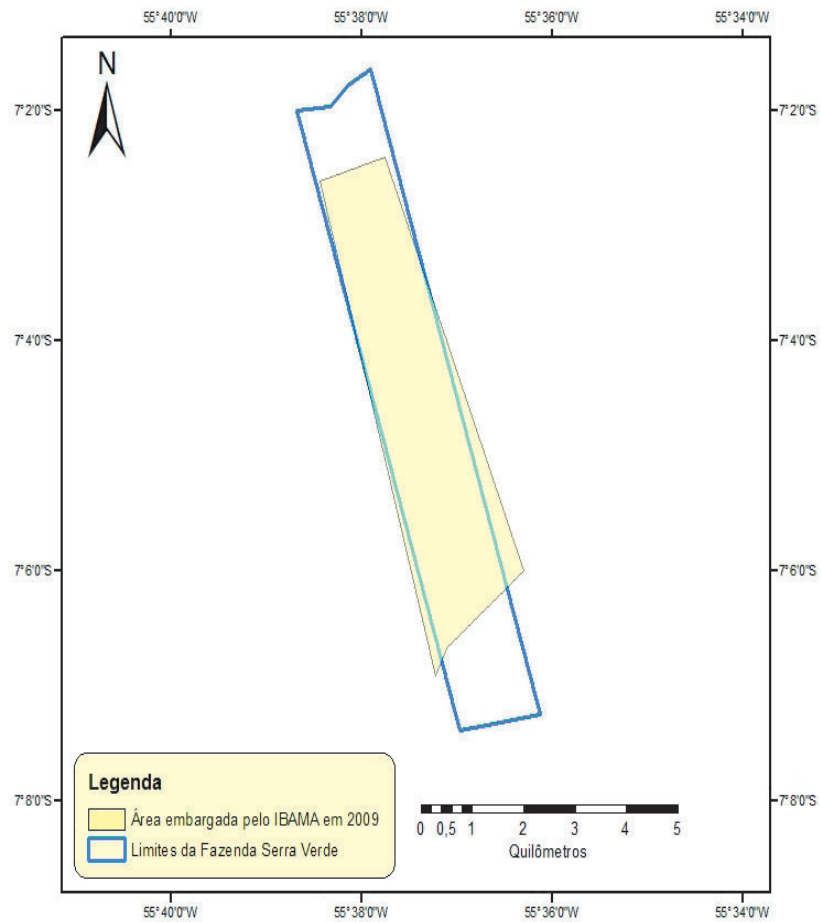 55°40'0"W 55°38'0"W 55°36'0"W 55°34'0"W
N
7°2'0"S 7°2'0"S
7°4'0"S 7°4'0"S
7°6'0"S 7°6'0"S
7°8'0"S 7°8'0"S
Legenda
Área embargada pelo IBAMA em 2009
Limites da Fazenda Serra Verde
0 0,5 1 2 3 4 5
Quilômetros
55°40'0"W 55°38'0"W 55°36'0"W 55°34'0"W